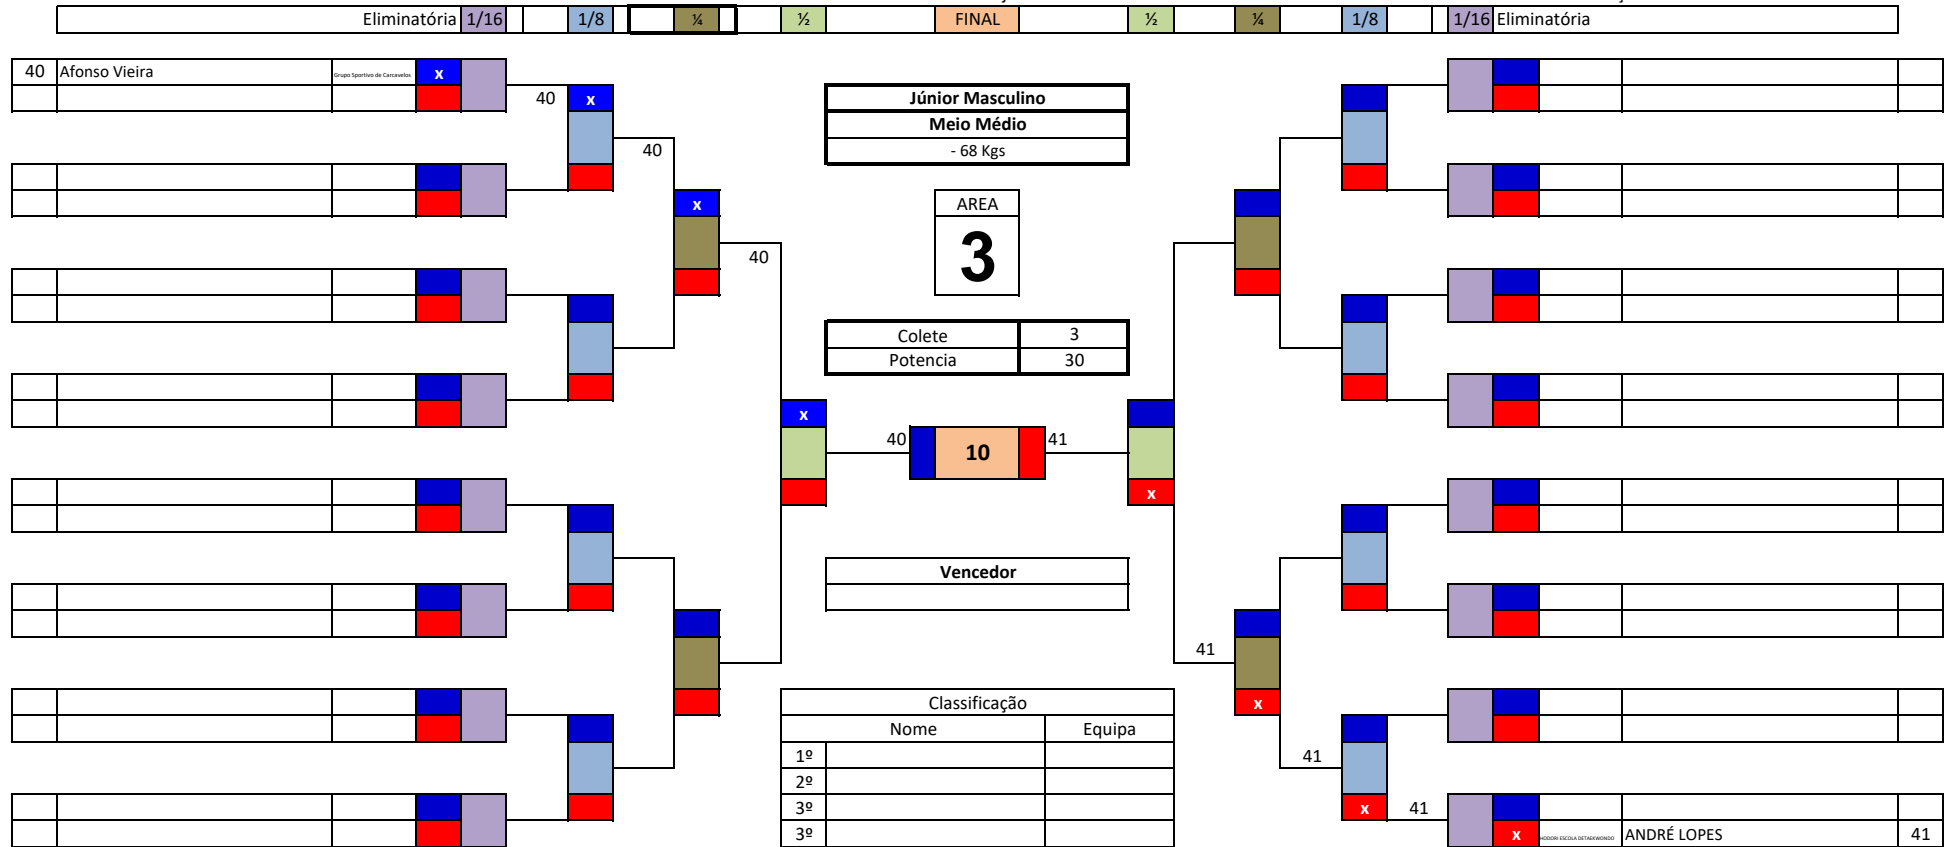 Eliminatória 1/16 1/8 ¼ ½ FINAL ½ ¼ 1/8 1/16 Eliminatória
40 Afonso Vieira Grupo Sportivo de Carcavelos x
40 x
Júnior Masculino
Meio Médio
- 68 Kgs
40
x
AREA
3
40
Colete 3
Potencia 30
x
40 10 41
x
Vencedor
41
x
Classificação
Nome Equipa
1º
2º
3º
3º
41
x 41
x HODORI ESCOLA DETAEKWONDO ANDRÉ LOPES 41